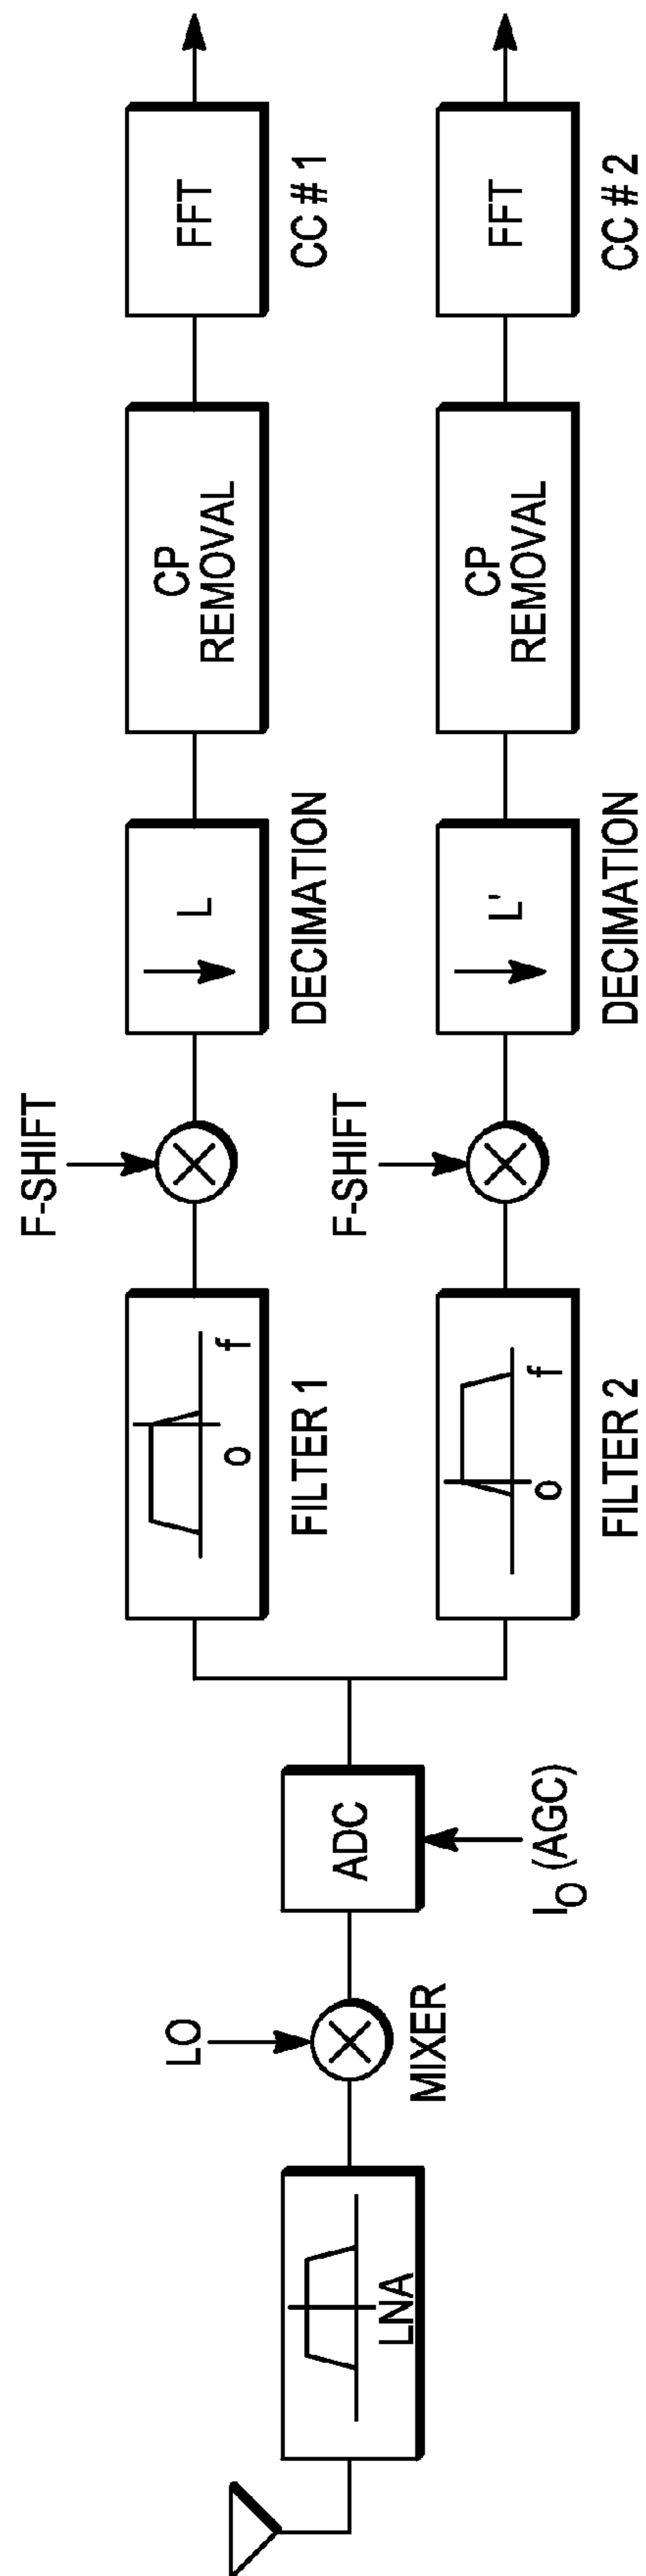 LNA
LO
MIXER
ADC
I_O (AGC)
O
f
FILTER 1
F-SHIFT
L
DECIMATION
CP
REMOVAL
FFT
CC # 1
O
f
FILTER 2
F-SHIFT
L'
DECIMATION
CP
REMOVAL
FFT
CC # 2